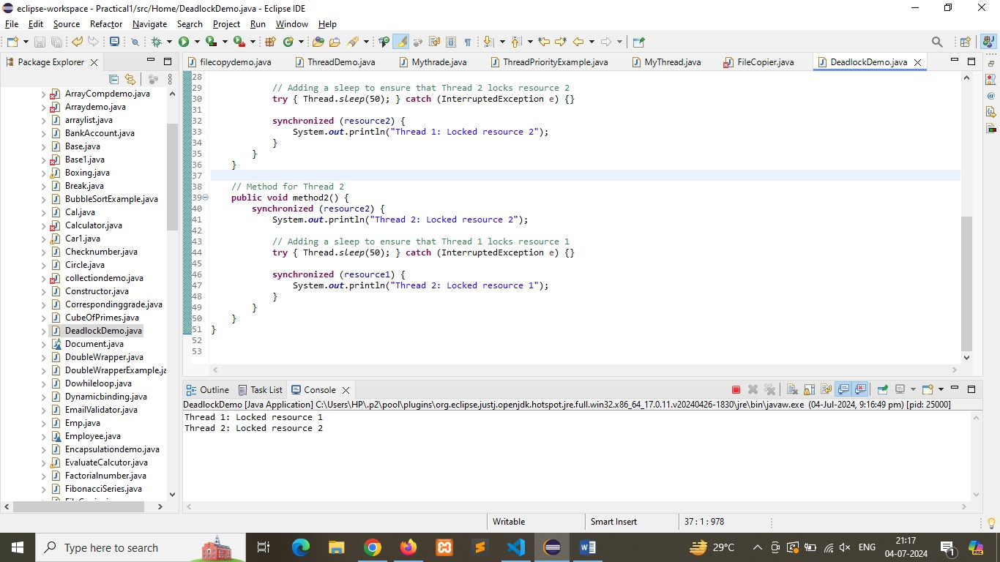 eclipse-workspace - Practical1/src/Home/DeadlockDemo.java - Eclipse IDE
File Edit Source Refactor Navigate Search Project Run Window Help
Package Explorer
filecopydemo.java ThreadDemo.java Mythrade.java ThreadPriorityExample.java MyThread.java FileCopier.java DeadlockDemo.java
ArrayCompdemo.java
Arraydemo.java
arraylist.java
BankAccount.java
Base.java
Base1.java
Boxing.java
Break.java
BubbleSortExample.java
Cal.java
Calculator.java
Car1.java
Checknumber.java
Circle.java
collectiondemo.java
Constructor.java
Correspondinggrade.java
CubeOfPrimes.java
DeadlockDemo.java
Document.java
DoubleWrapper.java
DoubleWrapperExample.ja
Dowhileloop.java
Dynamicbinding.java
EmailValidator.java
Emp.java
Employee.java
Encapsulationdemo.java
EvaluateCalcutor.java
Factorialnumber.java
FibonacciSeries.java
28
29 // Adding a sleep to ensure that Thread 2 locks resource 2
30 try { Thread.sleep(50); } catch (InterruptedException e) {}
31
32 synchronized (resource2) {
33 System.out.println("Thread 1: Locked resource 2");
34 }
35 }
36 }
37
38 // Method for Thread 2
39 public void method2() {
40 synchronized (resource2) {
41 System.out.println("Thread 2: Locked resource 2");
42
43 // Adding a sleep to ensure that Thread 1 locks resource 1
44 try { Thread.sleep(50); } catch (InterruptedException e) {}
45
46 synchronized (resource1) {
47 System.out.println("Thread 2: Locked resource 1");
48 }
49 }
50 }
51 }
52
53
Outline Task List Console
DeadlockDemo [Java Application] C:\Users\HP\.p2\pool\plugins\org.eclipse.justj.openjdk.hotspot.jre.full.win32.x86_64_17.0.11.v20240426-1830\jre\bin\javaw.exe (04-Jul-2024, 9:16:49 pm) [pid: 25000]
Thread 1: Locked resource 1
Thread 2: Locked resource 2
Writable Smart Insert 37 : 1 : 978
Type here to search
29°C ENG 21:17
04-07-2024
1
PRE